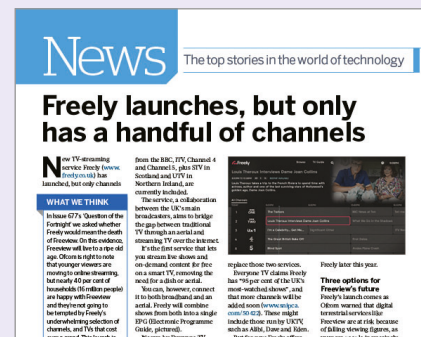 News
The top stories in the world of technology
Freely launches, but only
has a handful of channels
New TV-streaming
service Freely (www.
freely.co.uk) has
launched, but only channels
WHAT WE THINK
In Issue 677's 'Question of the
Fortnight' we asked whether
Freely would mean the death
of Freeview. On this evidence,
Freeview will live to a ripe old
age. Ofcom is right to note
that younger viewers are
moving to online streaming,
but nearly 40 per cent of
households (16 million people)
are happy with Freeview
and they're not going to
be tempted by Freely's
underwhelming selection of
channels, and TVs that cost
from the BBC, ITV, Channel 4
and Channel 5, plus STV in
Scotland and UTV in
Northern Ireland, are
currently included.
The service, a collaboration
between the UK's main
broadcasters, aims to bridge
the gap between traditional
TV through an aerial and
streaming TV over the internet.
It's the first service that lets
you stream live shows and
on-demand content for free
on a smart TV, removing the
need for a dish or aerial.
You can, however, connect
it to both broadband and an
aerial. Freely will combine
shows from both into a single
EPG (Electronic Programme
Guide, pictured).
Freely
Louis Theroux Interviews Dame Joan Collins
replace those two services.
Everyone TV claims Freely
has "95 per cent of the UK's
most-watched shows", and
that more channels will be
added soon (www.snipca.
com/50422). These might
include those run by UKTV,
such as Alibi, Dave and Eden.
Freely later this year.
Three options for
Freeview's future
Freely's launch comes as
Ofcom warned that digital
terrestrial services like
Freeview are at risk because
of falling viewing figures, as